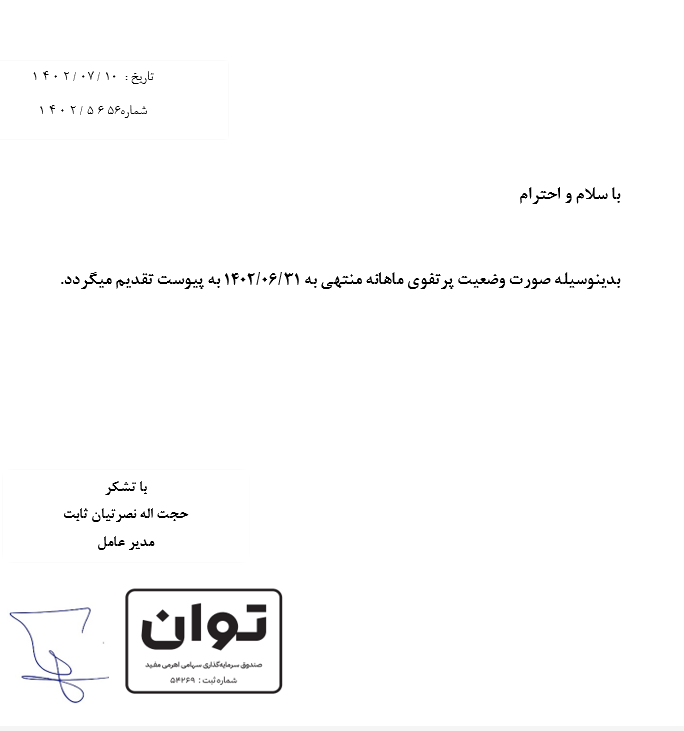 تاریخ : ۱۴۰۲/۰۷/۱۰
شماره۱۴۰۲/۵۶۵۶
با سلام و احترام
بدینوسیله صورت وضعیت پرتفوی ماهانه منتهی به ۱۴۰۲/۰۶/۳۱ به پیوست تقدیم میگردد.
با تشکر
حجت اله نصرتیان ثابت
مدیر عامل
توان
صندوق سرمایه‌گذاری سهامی اهرمی مفید
شماره ثبت : ۵۴۲۶۹